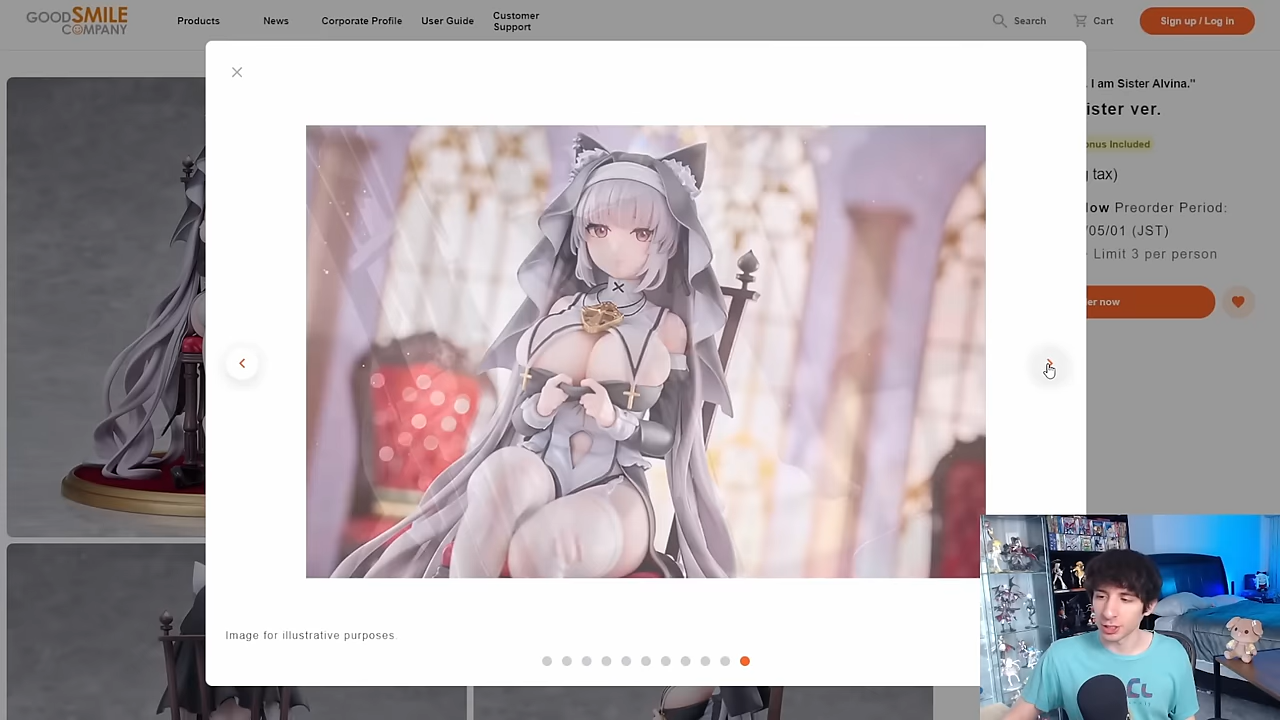 GOODSMILE
COMPANY
Products
News
Corporate Profile
User Guide
Customer
Support
Search
Cart
Sign up / Log in
I am Sister Alvina."
ister ver.
onus Included
tax)
low Preorder Period:
/05/01 (JST)
Limit 3 per person
er now
Image for illustrative purposes
CL